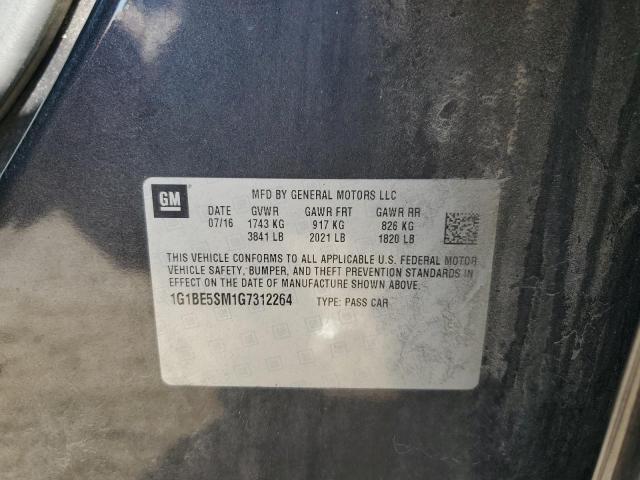 GM
MFD BY GENERAL MOTORS LLC
DATE GVWR GAWR FRT GAWR RR
07/16 1743 KG 917 KG 826 KG
3841 LB 2021 LB 1820 LB
THIS VEHICLE CONFORMS TO ALL APPLICABLE U.S. FEDERAL MOTOR
VEHICLE SAFETY, BUMPER, AND THEFT PREVENTION STANDARDS IN
EFFECT ON THE DATE OF MANUFACTURE SHOWN ABOVE.
1G1BE5SM1G7312264 TYPE: PASS CAR